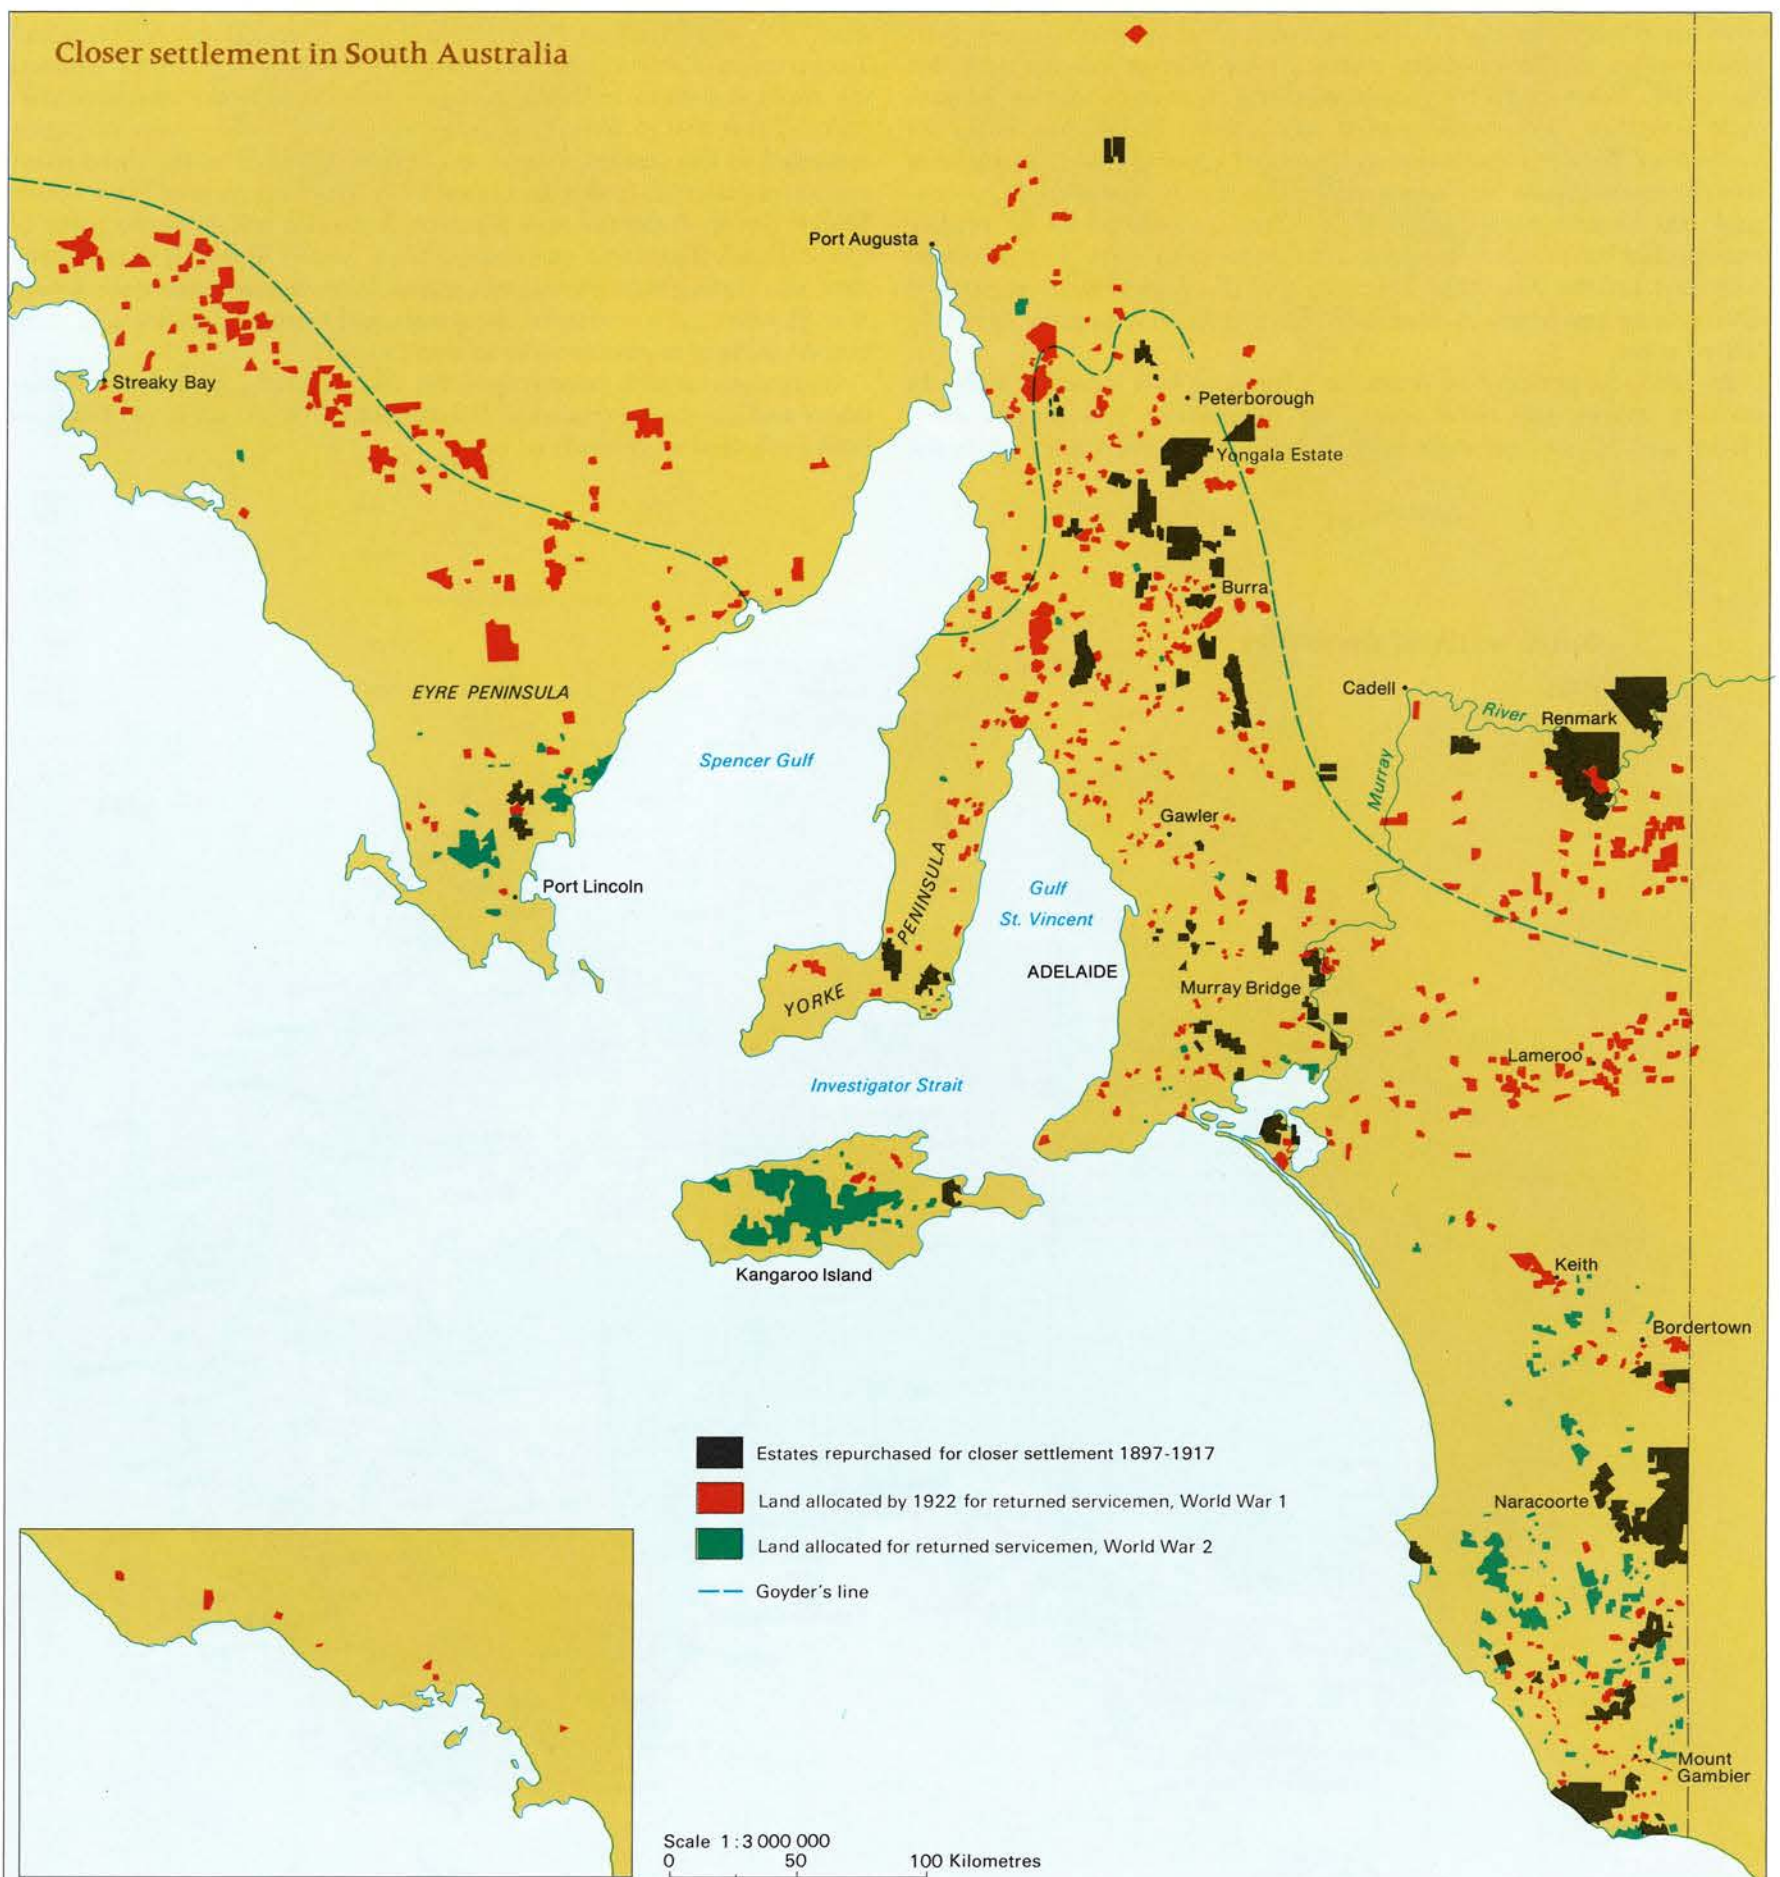 Closer settlement in South Australia
Port Augusta
Streaky Bay
Peterborough
Yongala Estate
Burra
EYRE PENINSULA
Cadell
River
Murray
Renmark
Spencer Gulf
Gawler
Port Lincoln
YORKE PENINSULA
Gulf
St. Vincent
ADELAIDE
Murray Bridge
Lameroo
Investigator Strait
Kangaroo Island
Keith
Bordertown
Naracoorte
Mount
Gambier
Estates repurchased for closer settlement 1897-1917
Land allocated by 1922 for returned servicemen, World War 1
Land allocated for returned servicemen, World War 2
Goyder's line
Scale 1:3 000 000
0 50 100 Kilometres